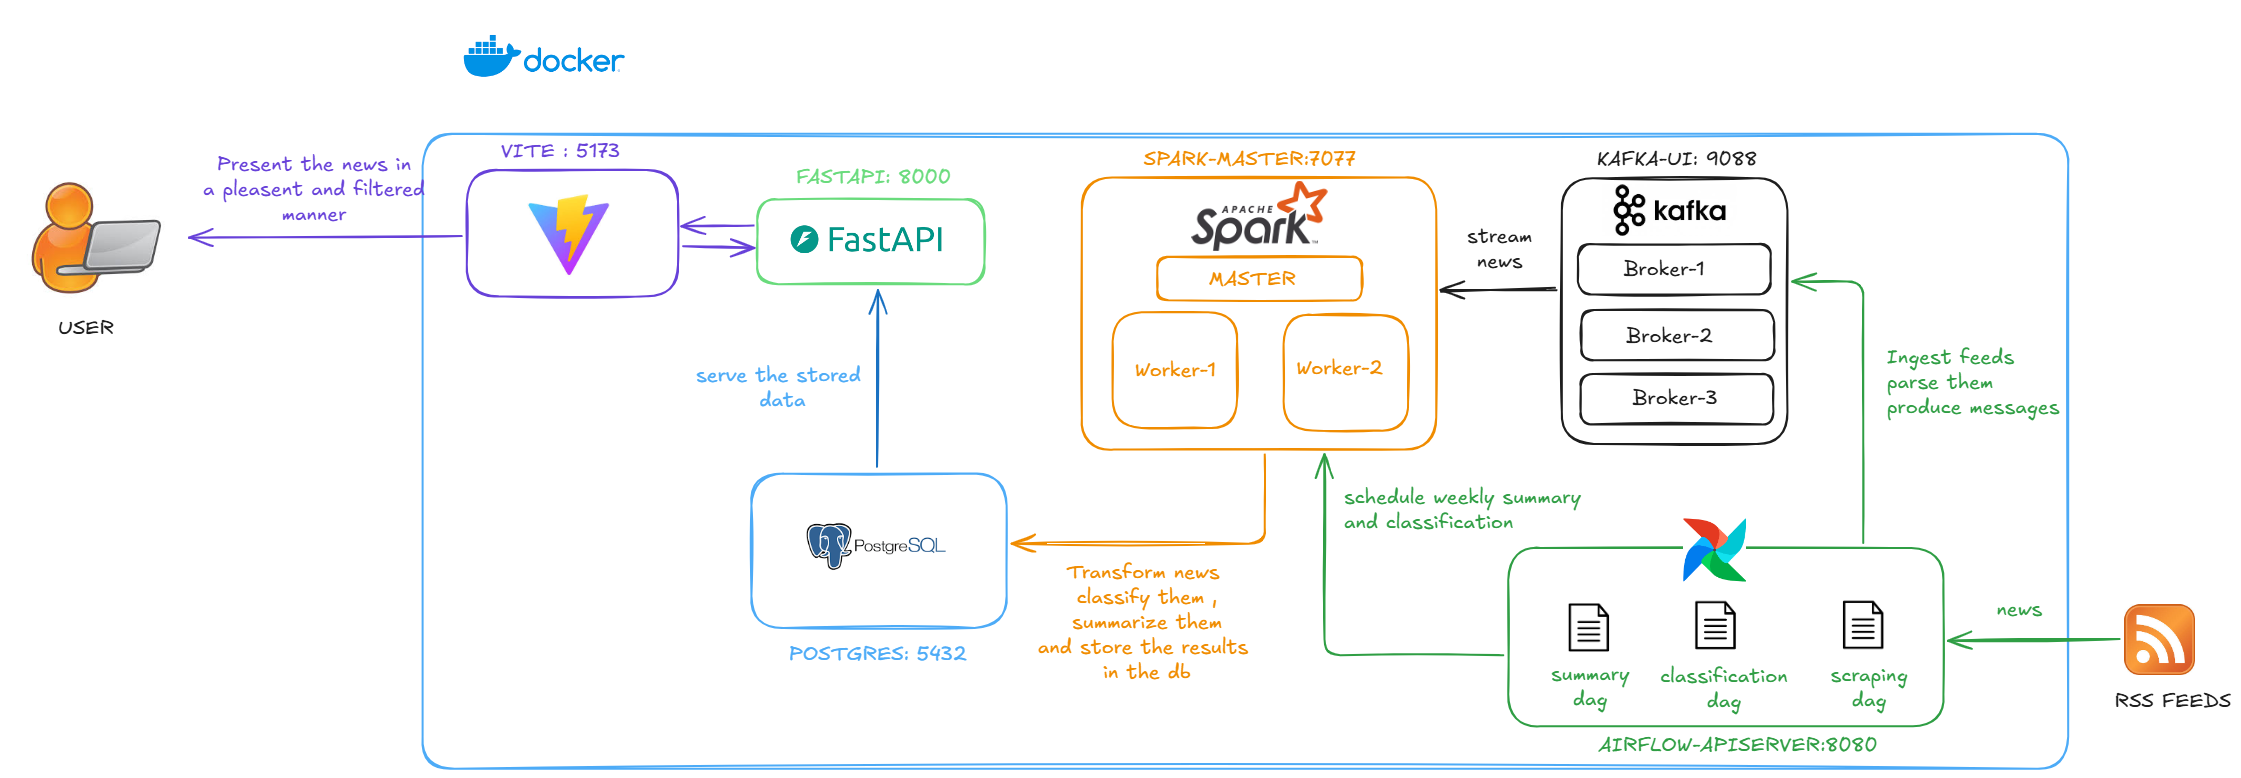 docker
Present the news in
a pleasent and filtered
manner
USER
VITE : 5173
FASTAPI: 8000
FastAPI
serve the stored
data
PostgreSQL
POSTGRES: 5432
SPARK-MASTER:7077
APACHE
Spark
MASTER
Worker-1
Worker-2
Transform news
classify them ,
summarize them
and store the results
in the db
stream
news
KAFKA-UI: 9088
kafka
Broker-1
Broker-2
Broker-3
Ingest feeds
parse them
produce messages
schedule weekly summary
and classification
summary
dag
classification
dag
scraping
dag
AIRFLOW-APISERVER:8080
news
RSS FEEDS